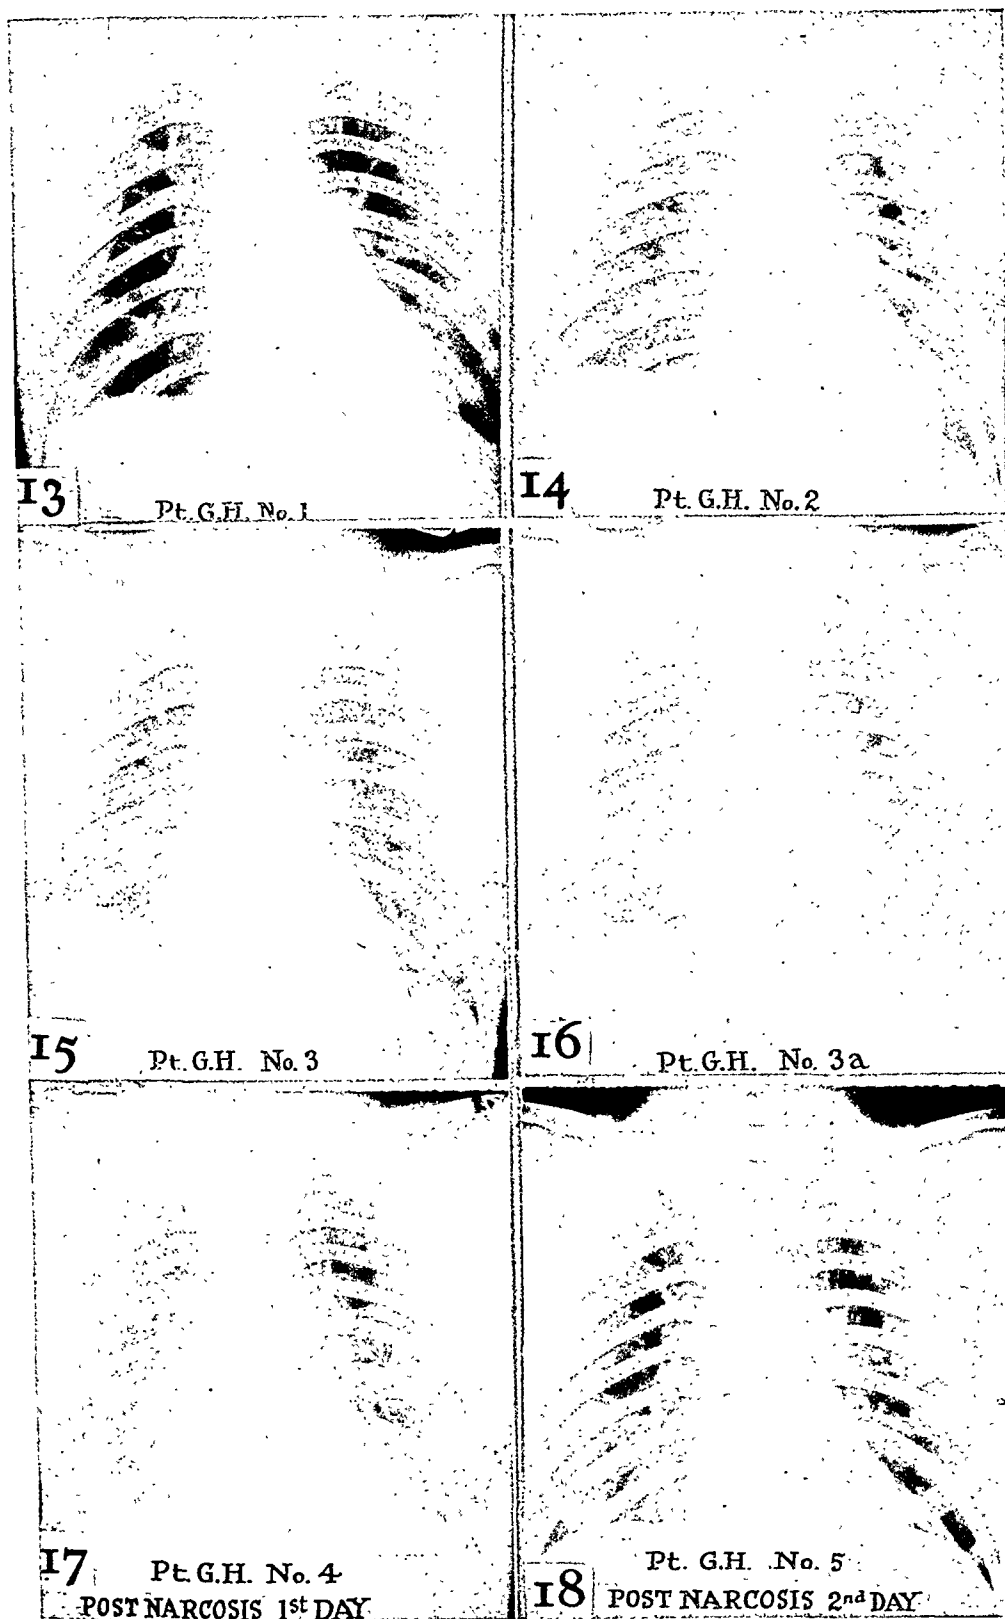 13
Pt. G.H. No. 1
14
Pt. G.H. No. 2
15
Pt. G.H. No. 3
16
Pt. G.H. No. 3a
17
Pt. G.H. No. 4
POST NARCOSIS 1st DAY
18
Pt. G.H. No. 5
POST NARCOSIS 2nd DAY